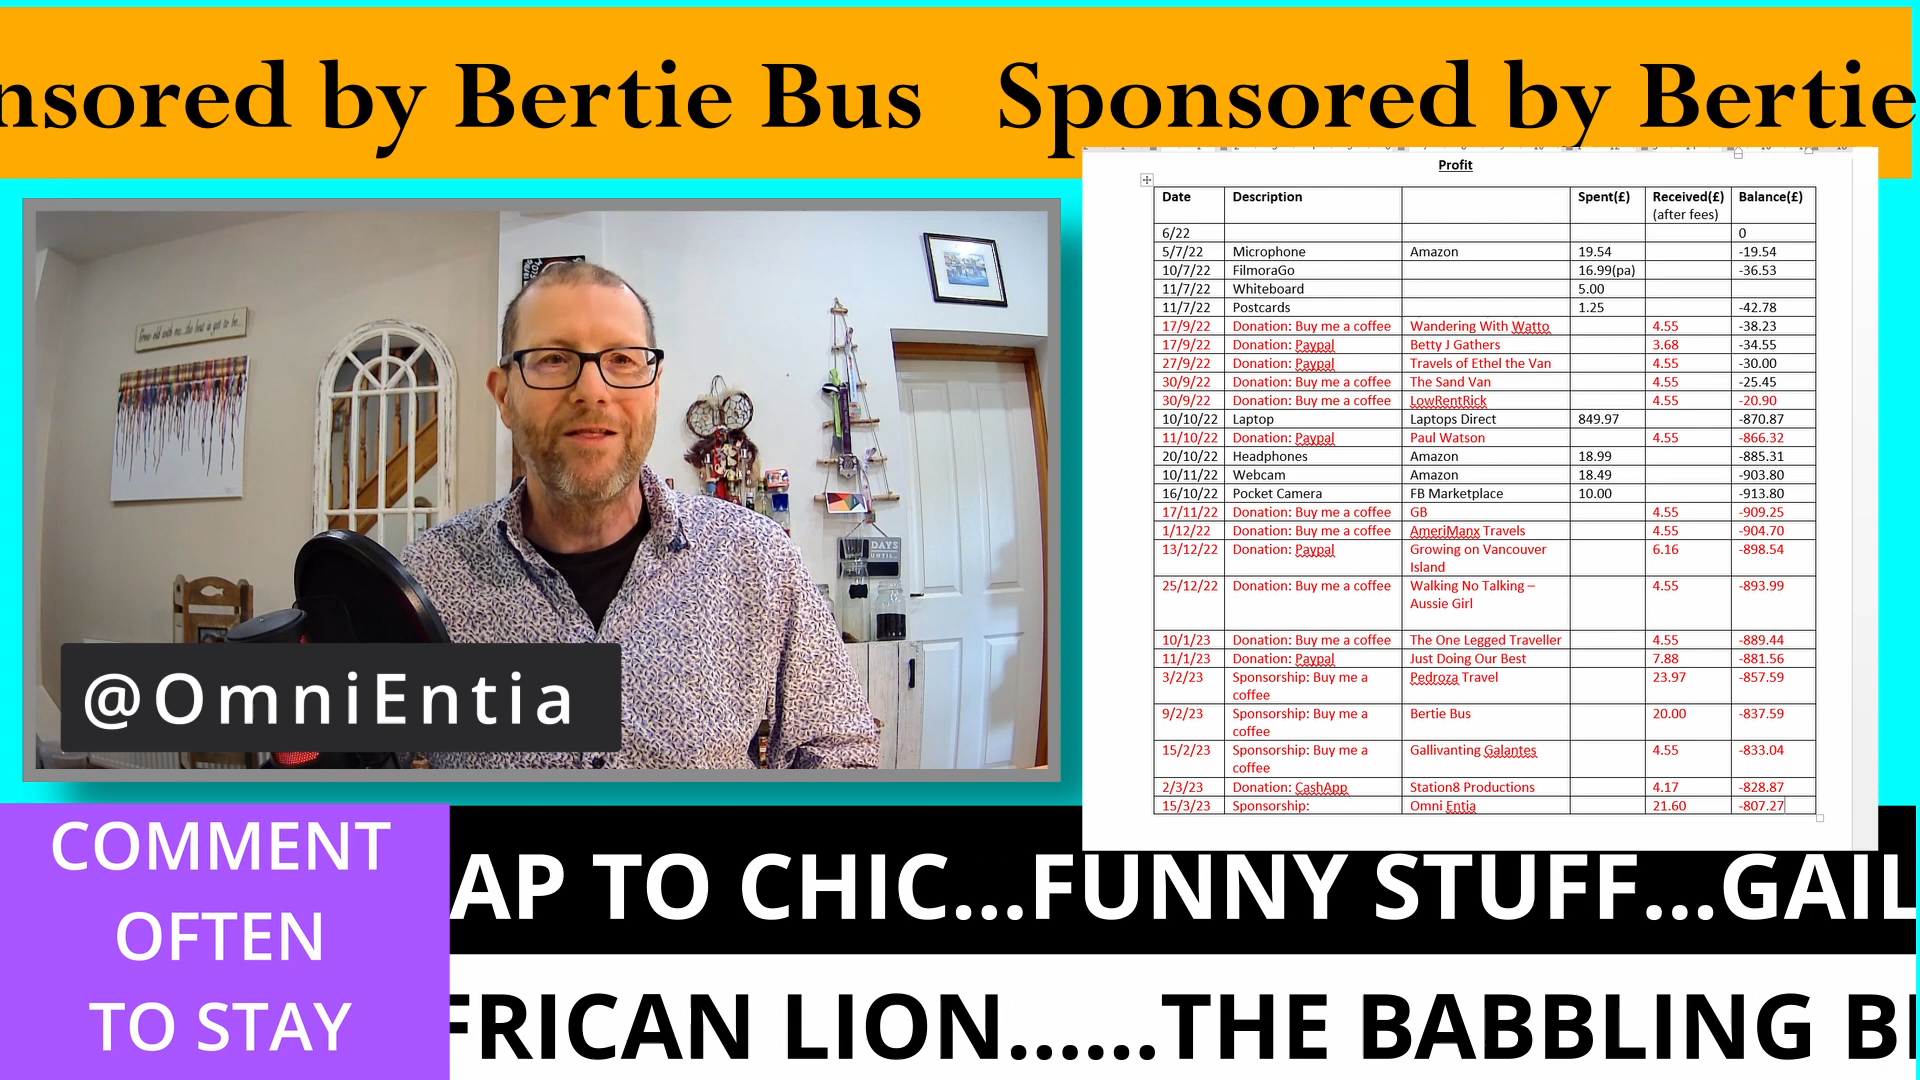 nsored by Bertie Bus Sponsored by Bertie
Profit
Date Description Spent(£) Received(£) (after fees) Balance(£)
6/22 0
5/7/22 Microphone Amazon 19.54 -19.54
10/7/22 FilmoraGo 16.99(pa) -36.53
11/7/22 Whiteboard 5.00
11/7/22 Postcards 1.25 -42.78
17/9/22 Donation: Buy me a coffee Wandering With Watto 4.55 -38.23
17/9/22 Donation: Paypal Betty J Gathers 3.68 -34.55
27/9/22 Donation: Paypal Travels of Ethel the Van 4.55 -30.00
30/9/22 Donation: Buy me a coffee The Sand Van 4.55 -25.45
30/9/22 Donation: Buy me a coffee LowRentRick 4.55 -20.90
10/10/22 Laptop Laptops Direct 849.97 -870.87
11/10/22 Donation: Paypal Paul Watson 4.55 -866.32
20/10/22 Headphones Amazon 18.99 -885.31
10/11/22 Webcam Amazon 18.49 -903.80
16/10/22 Pocket Camera FB Marketplace 10.00 -913.80
17/11/22 Donation: Buy me a coffee GB 4.55 -909.25
1/12/22 Donation: Buy me a coffee AmeriManx Travels 4.55 -904.70
13/12/22 Donation: Paypal Growing on Vancouver Island 6.16 -898.54
25/12/22 Donation: Buy me a coffee Walking No Talking – Aussie Girl 4.55 -893.99
10/1/23 Donation: Buy me a coffee The One Legged Traveller 4.55 -889.44
11/1/23 Donation: Paypal Just Doing Our Best 7.88 -881.56
3/2/23 Sponsorship: Buy me a coffee Pedroza Travel 23.97 -857.59
9/2/23 Sponsorship: Buy me a coffee Bertie Bus 20.00 -837.59
15/2/23 Sponsorship: Buy me a coffee Gallivanting Galantes 4.55 -833.04
2/3/23 Donation: CashApp Station8 Productions 4.17 -828.87
15/3/23 Sponsorship: Omni Entia 21.60 -807.27
DAYS
UNTIL...
@OmniEntia
COMMENT
OFTEN
TO STAY
AP TO CHIC...FUNNY STUFF...GAIL
FRICAN LION......THE BABBLING B